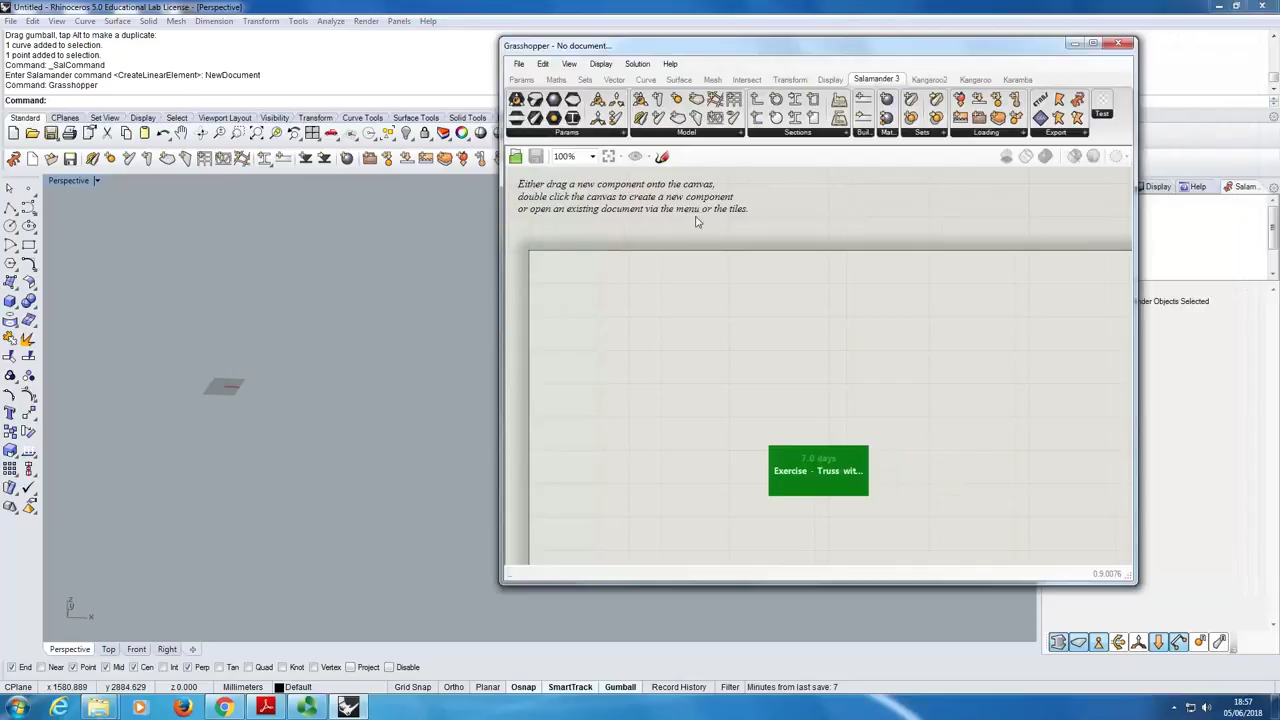 Untitled - Rhinoceros 5.0 Educational Lab License - [Perspective]
File Edit View Curve Surface Solid Mesh Dimension Transform Tools Analyze Render Panels Help
Drag gumball, tap Alt to make a duplicate:
1 curve added to selection.
1 point added to selection.
Command: _SalCommand
Enter Salamander command <CreateLinearElement>: NewDocument
Command: Grasshopper
Command:
Standard CPlanes Set View Display Select Viewport Layout Visibility Transform Curve Tools Surface Tools Solid Tools
Perspective
Grasshopper - No document...
File Edit View Display Solution Help
Params Maths Sets Vector Curve Surface Mesh Intersect Transform Display Salamander 3 Kangaroo2 Kangaroo Karamba
Test
Params Model Sections Buil... Mat... Sets Loading Export
100%
Either drag a new component onto the canvas,
double click the canvas to create a new component
or open an existing document via the menu or the tiles.
7.0 days
Exercise - Truss wit...
0.9.0076
Display Help Salam...
nder Objects Selected
z
y
x
Perspective Top Front Right
End Near Point Mid Cen Int Perp Tan Quad Knot Vertex Project Disable
CPlane x 1580.889 y 2884.629 z 0.000 Millimeters Default Grid Snap Ortho Planar Osnap SmartTrack Gumball Record History Filter Minutes from last save: 7
18:57
05/06/2018